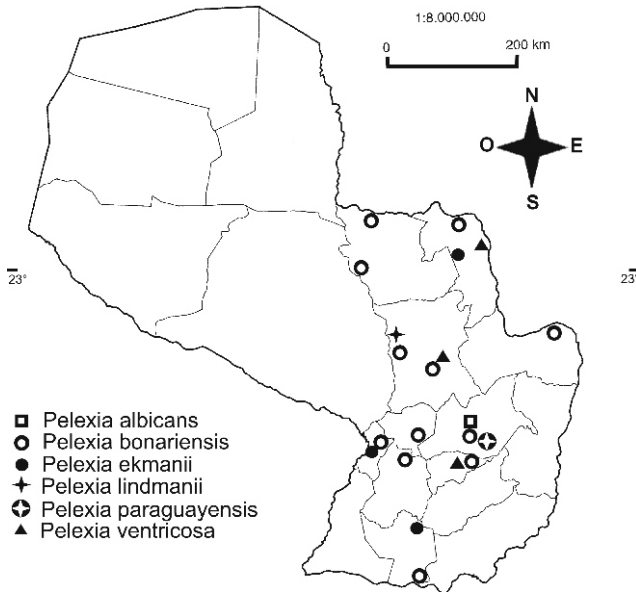 1:8.000.000
0 200 km
N
O E
S
23° 23°
Pelexia albicans
Pelexia bonariensis
Pelexia ekmanii
Pelexia lindmanii
Pelexia paraguayensis
Pelexia ventricosa